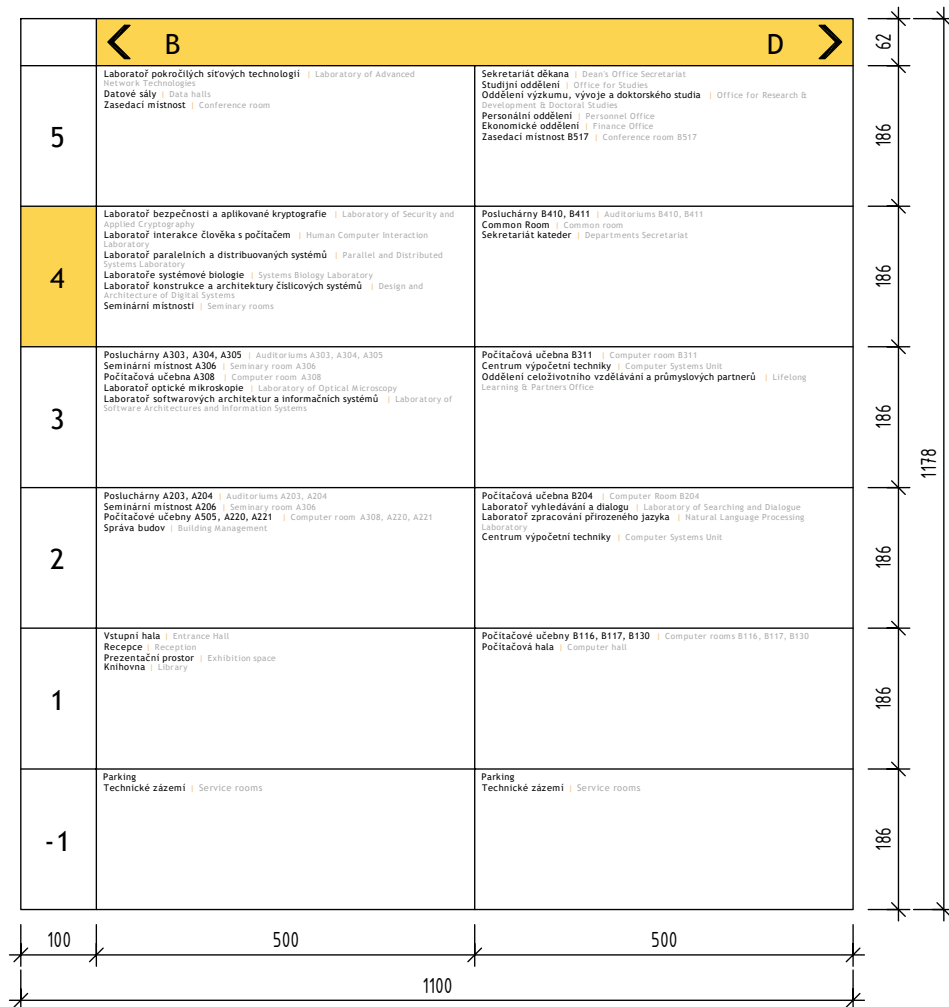 B D
62
5
Laboratoř pokročilých síťových technologií | Laboratory of Advanced
Network Technologies
Datové sály | Data halls
Zasedací místnost | Conference room
Sekretariát děkana | Dean's Office Secretariat
Studijní oddělení | Office for Studies
Oddělení výzkumu, vývoje a doktorského studia | Office for Research &
Development & Doctoral Studies
Personální oddělení | Personnel Office
Ekonomické oddělení | Finance Office
Zasedací místnost B517 | Conference room B517
186
4
Laboratoř bezpečnosti a aplikované kryptografie | Laboratory of Security and
Applied Cryptography
Laboratoř interakce člověka s počítačem | Human Computer Interaction
Laboratory
Laboratoř paralelních a distribuovaných systémů | Parallel and Distributed
Systems Laboratory
Laboratoře systémové biologie | Systems Biology Laboratory
Laboratoř konstrukce a architektury číslicových systémů | Design and
Architecture of Digital Systems
Seminární místnosti | Seminary rooms
Posluchárny B410, B411 | Auditoriums B410, B411
Common Room | Common room
Sekretariát kateder | Departments Secretariat
186
3
Posluchárny A303, A304, A305 | Auditoriums A303, A304, A305
Seminární místnost A306 | Seminary room A306
Počítačová učebna A308 | Computer room A308
Laboratoř optické mikroskopie | Laboratory of Optical Microscopy
Laboratoř softwarových architektur a informačních systémů | Laboratory of
Software Architectures and Information Systems
Počítačová učebna B311 | Computer room B311
Centrum výpočetní techniky | Computer Systems Unit
Oddělení celoživotního vzdělávání a průmyslových partnerů | Lifelong
Learning & Partners Office
186
1178
2
Posluchárny A203, A204 | Auditoriums A203, A204
Seminární místnost A206 | Seminary room A306
Počítačové učebny A505, A220, A221 | Computer room A308, A220, A221
Správa budov | Building Management
Počítačová učebna B204 | Computer Room B204
Laboratoř vyhledávání a dialogu | Laboratory of Searching and Dialogue
Laboratoř zpracování přirozeného jazyka | Natural Language Processing
Laboratory
Centrum výpočetní techniky | Computer Systems Unit
186
1
Vstupní hala | Entrance Hall
Recepce | Reception
Prezentační prostor | Exhibition space
Knihovna | Library
Počítačové učebny B116, B117, B130 | Computer rooms B116, B117, B130
Počítačová hala | Computer hall
186
-1
Parking
Technické zázemí | Service rooms
Parking
Technické zázemí | Service rooms
186
100 500 500
1100